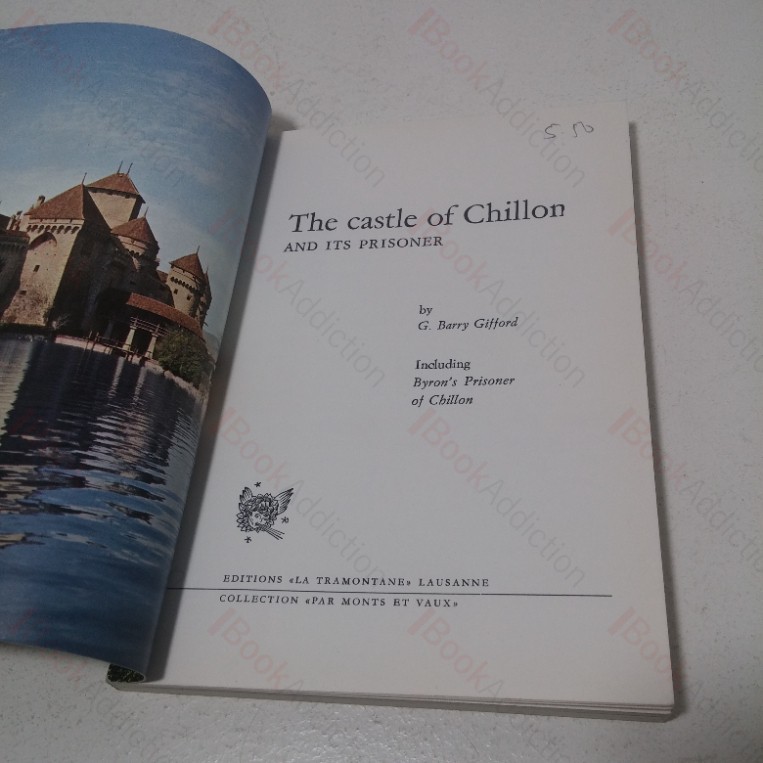 5 50
The castle of Chillon
AND ITS PRISONER
by
G. Barry Gifford
Including
Byron's Prisoner
of Chillon
EDITIONS «LA TRAMONTANE» LAUSANNE
COLLECTION «PAR MONTS ET VAUX»
BookAddiction